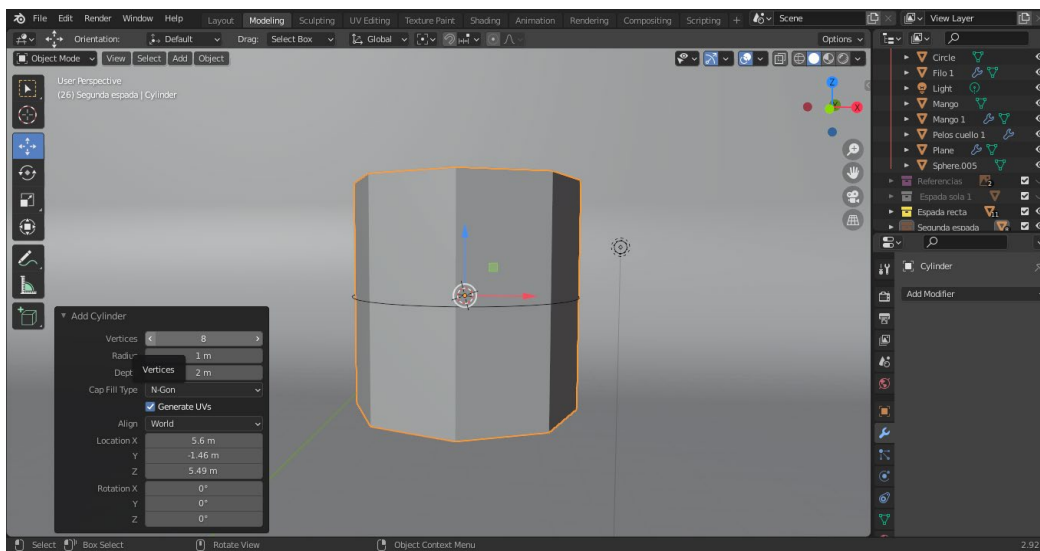 File Edit Render Window Help Layout Modeling Sculpting UV Editing Texture Paint Shading Animation Rendering Compositing Scripting + Scene View Layer
Orientation: Default Drag: Select Box Global Options
Object Mode View Select Add Object
User Perspective
(26) Segunda espada | Cylinder
Z
X
Circle
Filo 1
Light
Mango
Mango 1
Pelos cuello 1
Plane
Sphere.005
Referencias 2
Espada sola 1
Espada recta 11
Segunda espada
Cylinder
Add Modifier
Add Cylinder
Vertices 8
Radius 1 m
Depth 2 m
Vertices
Cap Fill Type N-Gon
Generate UVs
Align World
Location X 5.6 m
Y -1.46 m
Z 5.49 m
Rotation X 0°
Y 0°
Z 0°
Select Box Select Rotate View Object Context Menu 2.92